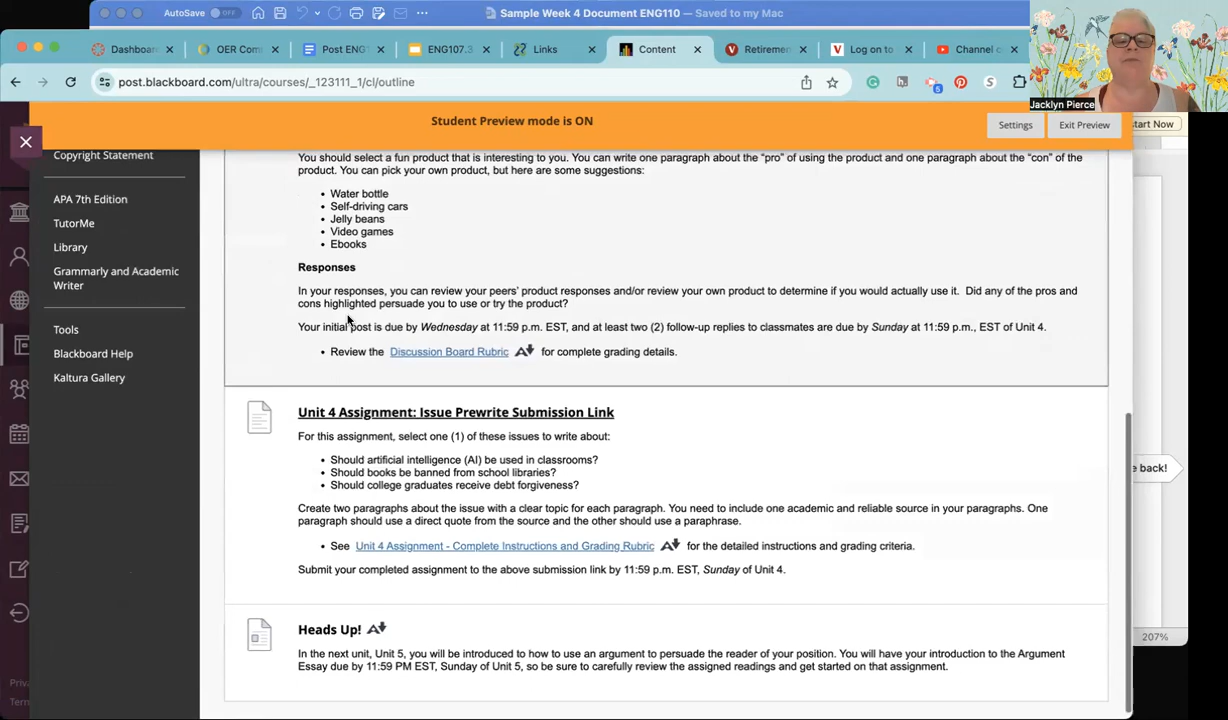 AutoSave OFF
Sample Week 4 Document ENG110 — Saved to my Mac
Dashboard
OER Com
Post ENG1
ENG107.3
Links
Content
Retiremen
Log on to
Channel c
post.blackboard.com/ultra/courses/_123111_1/cl/outline
6
Jacklyn Pierce
Student Preview mode is ON
Settings
Exit Preview
tart Now
Copyright Statement
APA 7th Edition
TutorMe
Library
Grammarly and Academic
Writer
Tools
Blackboard Help
Kaltura Gallery
Priva
Term
You should select a fun product that is interesting to you. You can write one paragraph about the “pro” of using the product and one paragraph about the “con” of the
product. You can pick your own product, but here are some suggestions:
• Water bottle
• Self-driving cars
• Jelly beans
• Video games
• Ebooks
Responses
In your responses, you can review your peers’ product responses and/or review your own product to determine if you would actually use it. Did any of the pros and
cons highlighted persuade you to use or try the product?
Your initial post is due by Wednesday at 11:59 p.m. EST, and at least two (2) follow-up replies to classmates are due by Sunday at 11:59 p.m., EST of Unit 4.
• Review the Discussion Board Rubric for complete grading details.
Unit 4 Assignment: Issue Prewrite Submission Link
For this assignment, select one (1) of these issues to write about:
• Should artificial intelligence (AI) be used in classrooms?
• Should books be banned from school libraries?
• Should college graduates receive debt forgiveness?
Create two paragraphs about the issue with a clear topic for each paragraph. You need to include one academic and reliable source in your paragraphs. One
paragraph should use a direct quote from the source and the other should use a paraphrase.
• See Unit 4 Assignment - Complete Instructions and Grading Rubric for the detailed instructions and grading criteria.
Submit your completed assignment to the above submission link by 11:59 p.m. EST, Sunday of Unit 4.
Heads Up!
In the next unit, Unit 5, you will be introduced to how to use an argument to persuade the reader of your position. You will have your introduction to the Argument
Essay due by 11:59 PM EST, Sunday of Unit 5, so be sure to carefully review the assigned readings and get started on that assignment.
e back!
207%